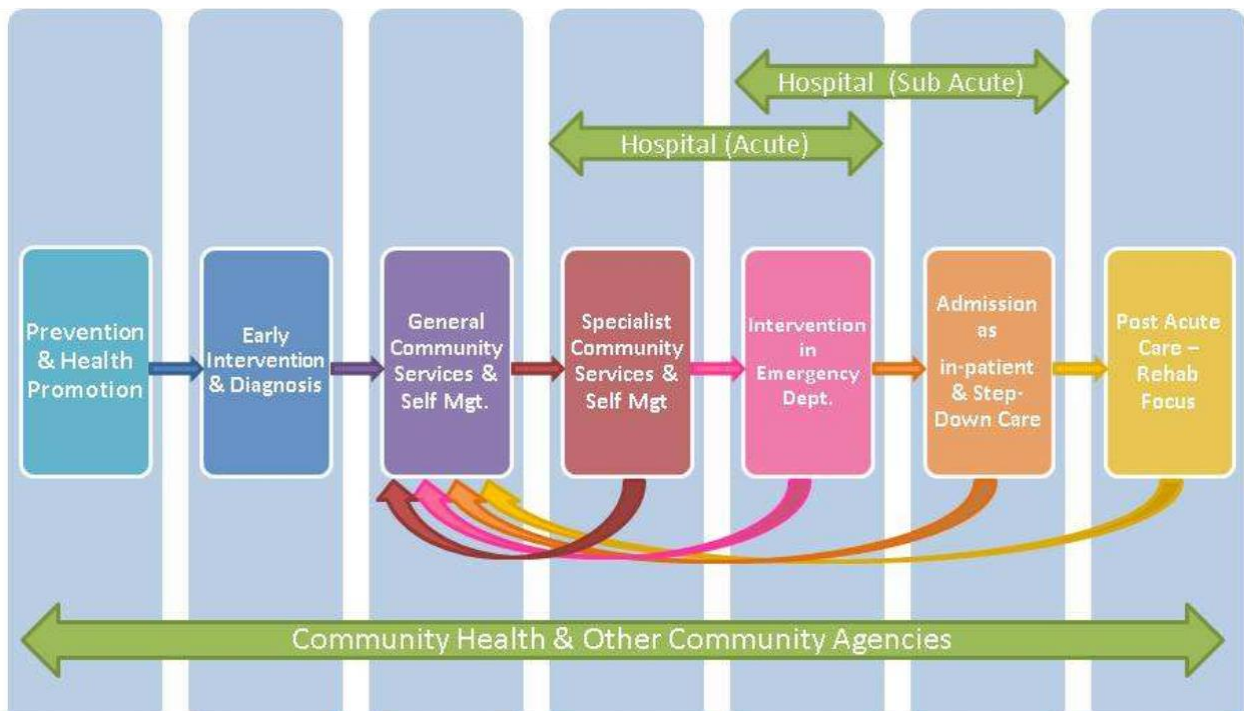 Hospital (Sub Acute)
Hospital (Acute)
Prevention
& Health
Promotion
Early
Intervention
& Diagnosis
General
Community
Services &
Self Mgt.
Specialist
Community
Services &
Self Mgt
Intervention
in
Emergency
Dept.
Admission
as
in-patient
& Step-
Down Care
Post Acute
Care –
Rehab
Focus
Community Health & Other Community Agencies